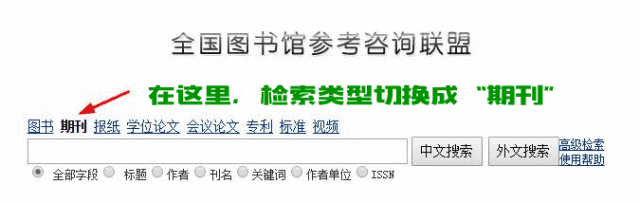 全国图书馆参考咨询联盟
在这里，检索类型切换成“期刊”
图书 期刊 报纸 学位论文 会议论文 专利 标准 视频
中文搜索 外文搜索 高级检索
使用帮助
全部字段 标题 作者 刊名 关键词 作者单位 ISSN